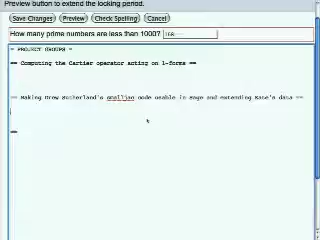 Preview button to extend the locking period.
Save Changes Preview Check Spelling Cancel
How many prime numbers are less than 1000? 168
= PROJECT GROUPS =
== Computing the Cartier operator acting on 1-forms ==
== Making Drew Sutherland's smalljac code usable in Sage and extending Kate's data ==
==